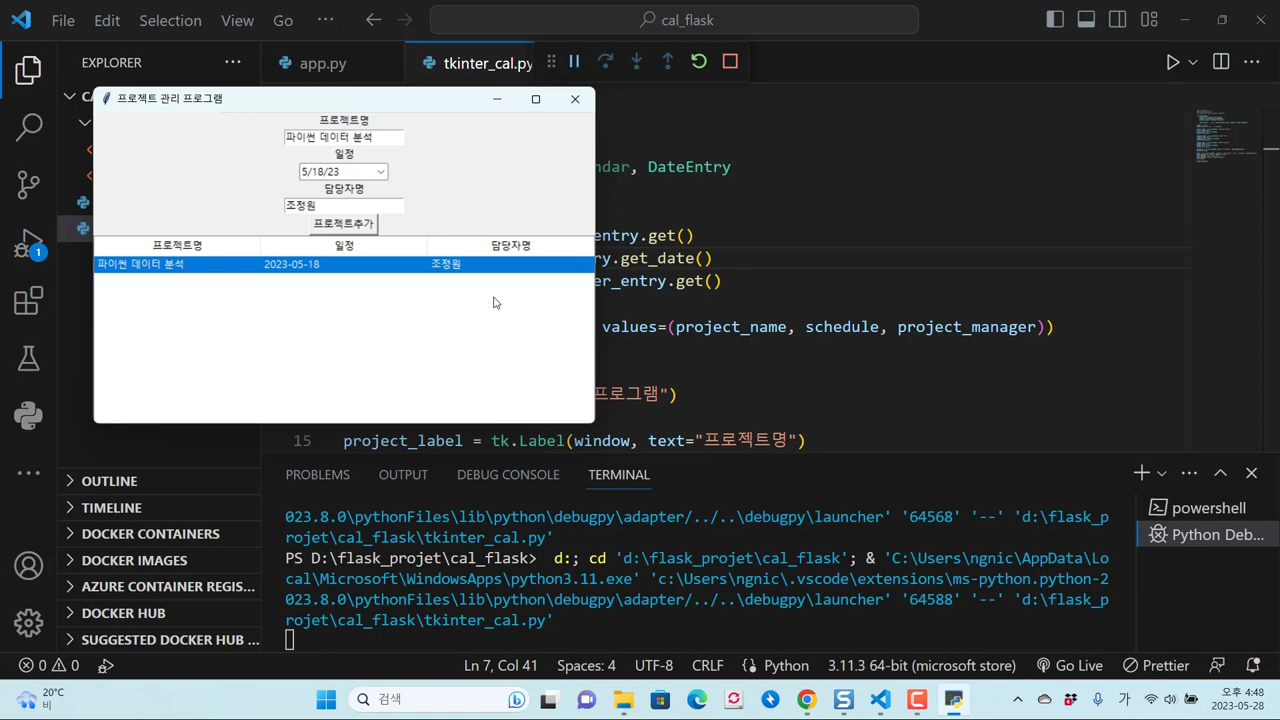 File Edit Selection View Go ··· cal_flask
EXPLORER ···
app.py
tkinter_cal.py
프로젝트 관리 프로그램
프로젝트명
파이썬 데이터 분석
일정
5/18/23
담당자명
조정원
프로젝트추가
프로젝트명 일정 담당자명
파이썬 데이터 분석 2023-05-18 조정원
ndar, DateEntry
entry.get()
y.get_date()
er_entry.get()
values=(project_name, schedule, project_manager))
프로그램")
15 project_label = tk.Label(window, text="프로젝트명")
1
OUTLINE
TIMELINE
DOCKER CONTAINERS
DOCKER IMAGES
AZURE CONTAINER REGIS...
DOCKER HUB
SUGGESTED DOCKER HUB ...
PROBLEMS OUTPUT DEBUG CONSOLE TERMINAL
023.8.0\pythonFiles\lib\python\debugpy\adapter/../..\debugpy\launcher' '64568' '--' 'd:\flask_p
rojet\cal_flask\tkinter_cal.py'
PS D:\flask_projet\cal_flask> d:; cd 'd:\flask_projet\cal_flask'; & 'C:\Users\ngnic\AppData\Lo
cal\Microsoft\WindowsApps\python3.11.exe' 'c:\Users\ngnic\.vscode\extensions\ms-python.python-2
023.8.0\pythonFiles\lib\python\debugpy\adapter/../..\debugpy\launcher' '64588' '--' 'd:\flask_p
rojet\cal_flask\tkinter_cal.py'
powershell
Python Deb...
0 0 Ln 7, Col 41 Spaces: 4 UTF-8 CRLF Python 3.11.3 64-bit (microsoft store) Go Live Prettier
20°C
비
검색
가
오후 4:48
2023-05-28